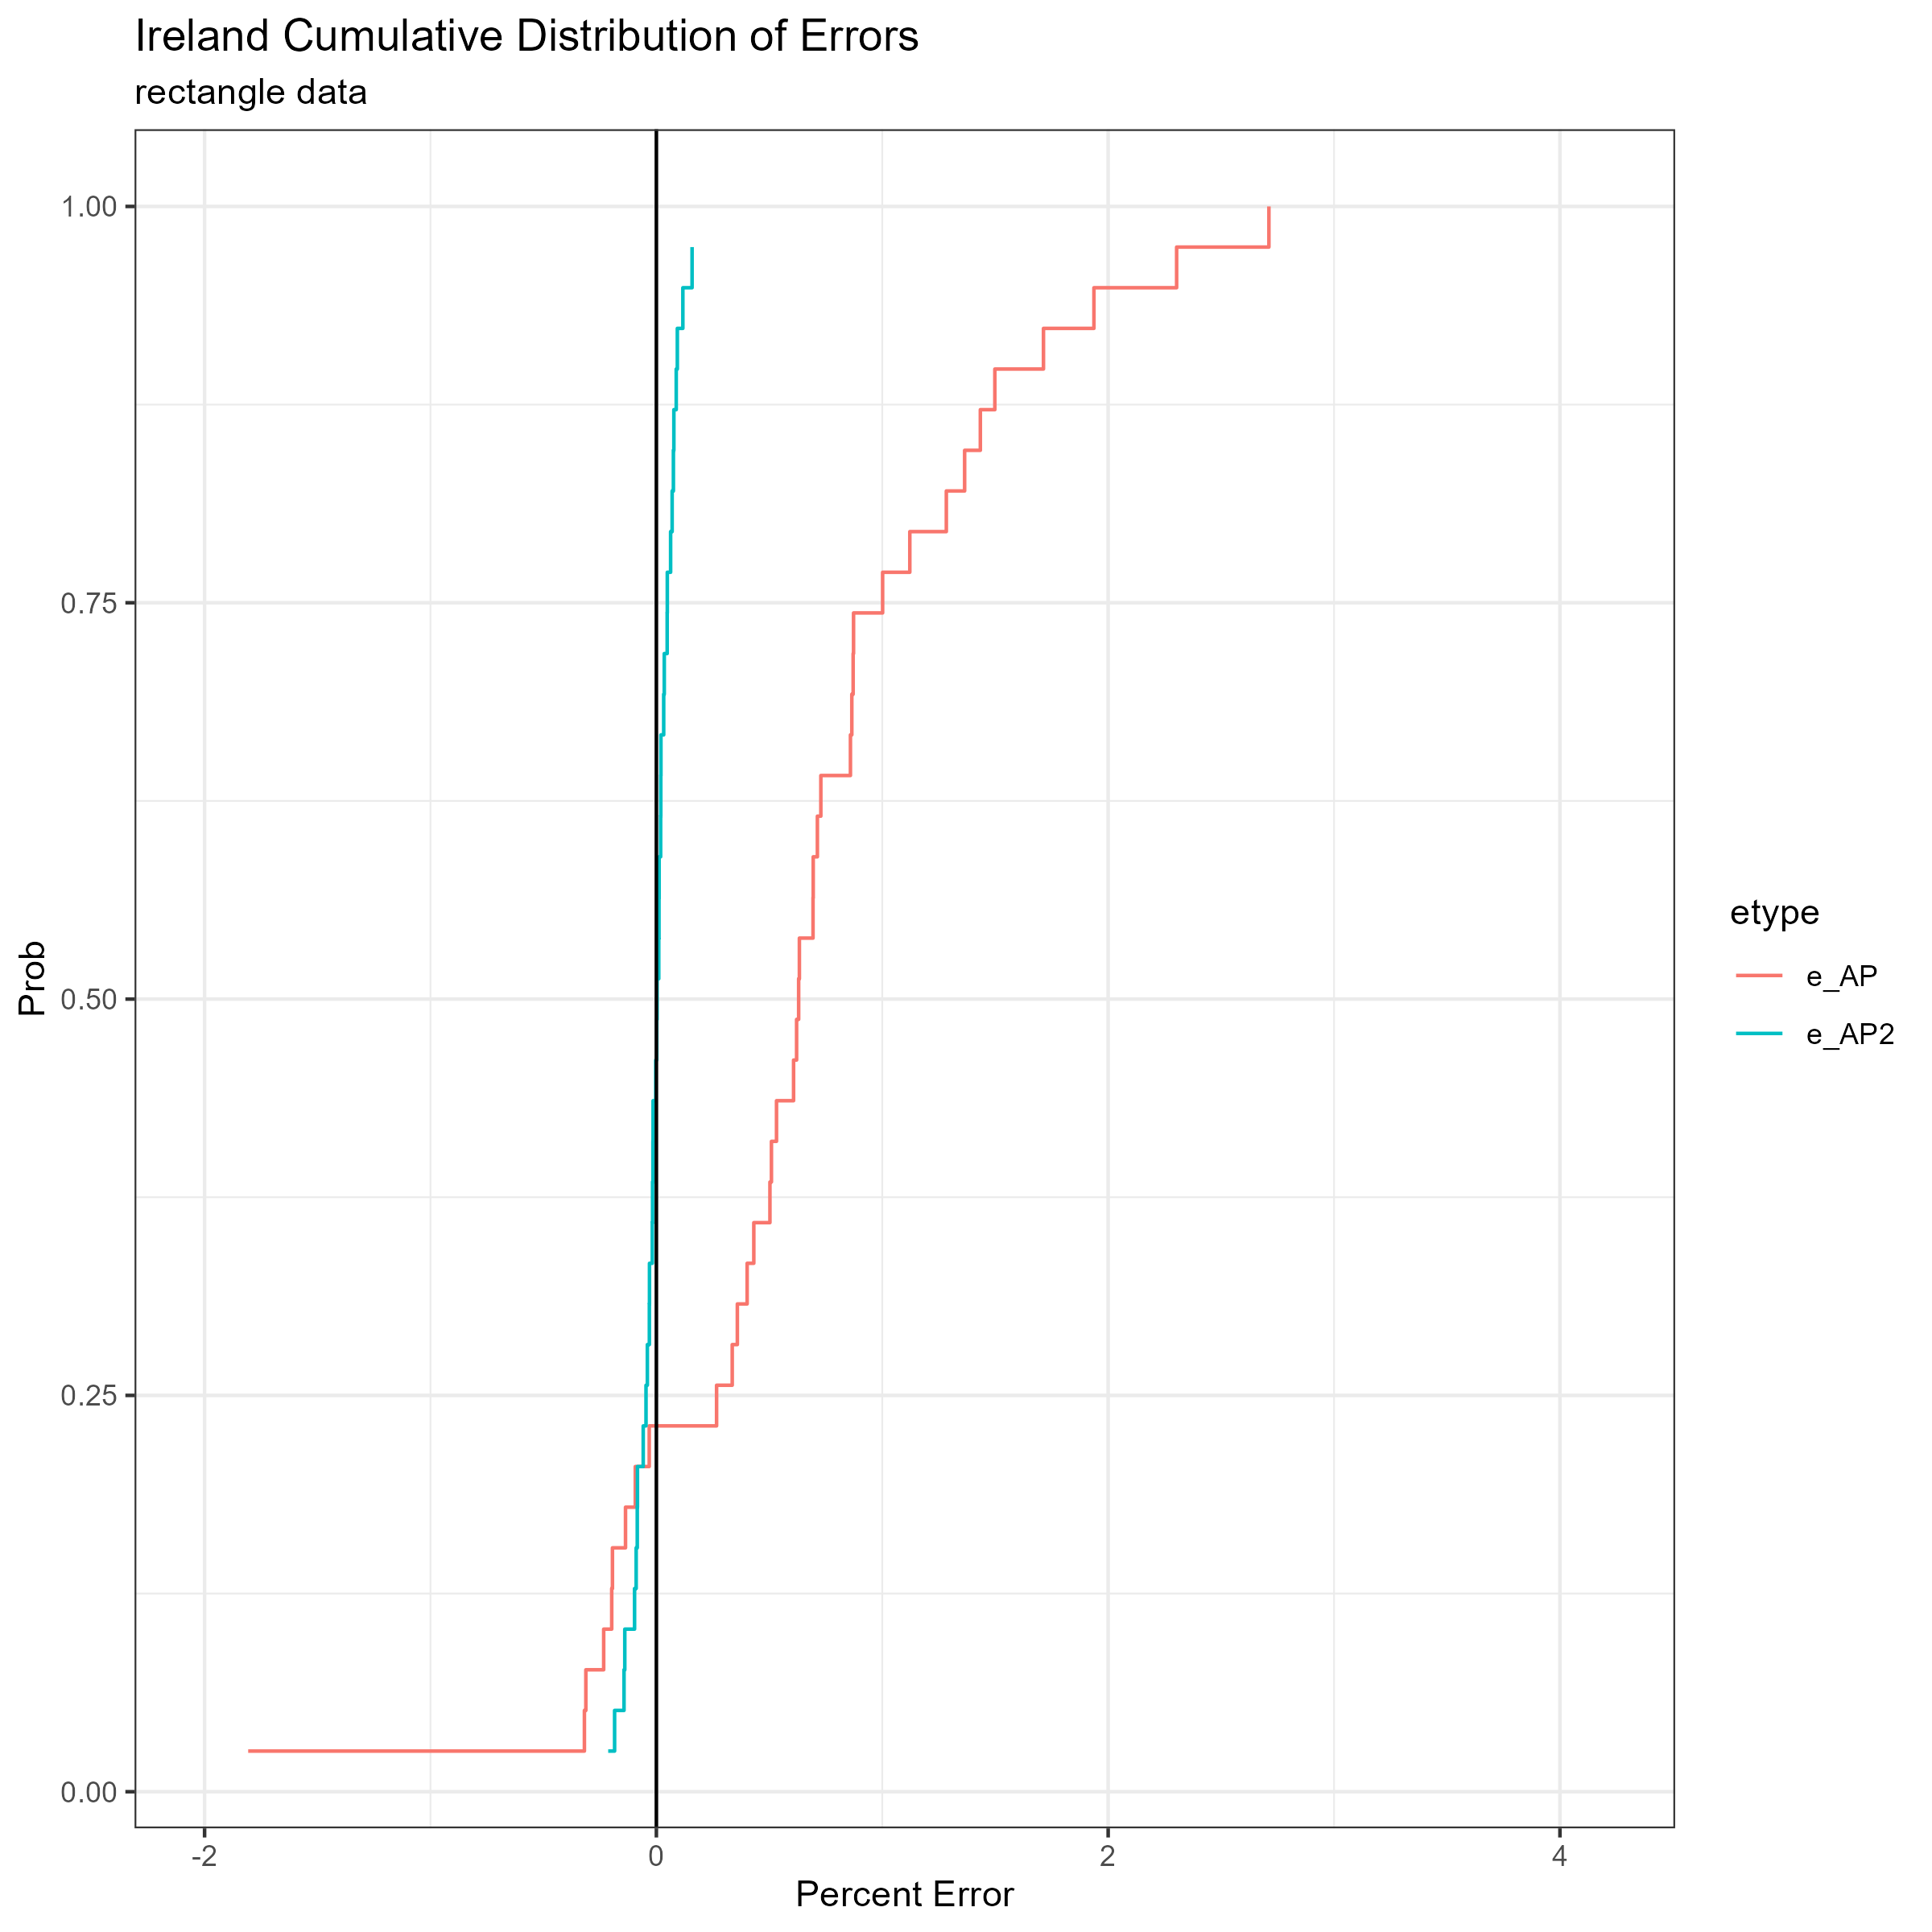 Ireland Cumulative Distribution of Errors
rectangle data
1.00
0.75
0.50
0.25
0.00
Prob
-2 0 2 4
Percent Error
etype
e_AP
e_AP2